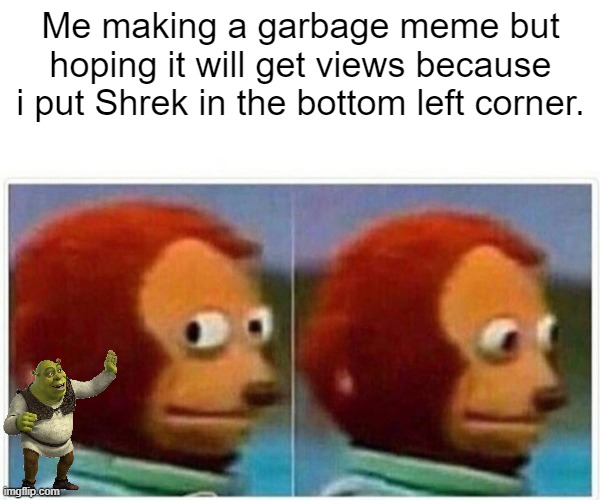 Me making a garbage meme but
hoping it will get views because
i put Shrek in the bottom left corner.
imgflip.com